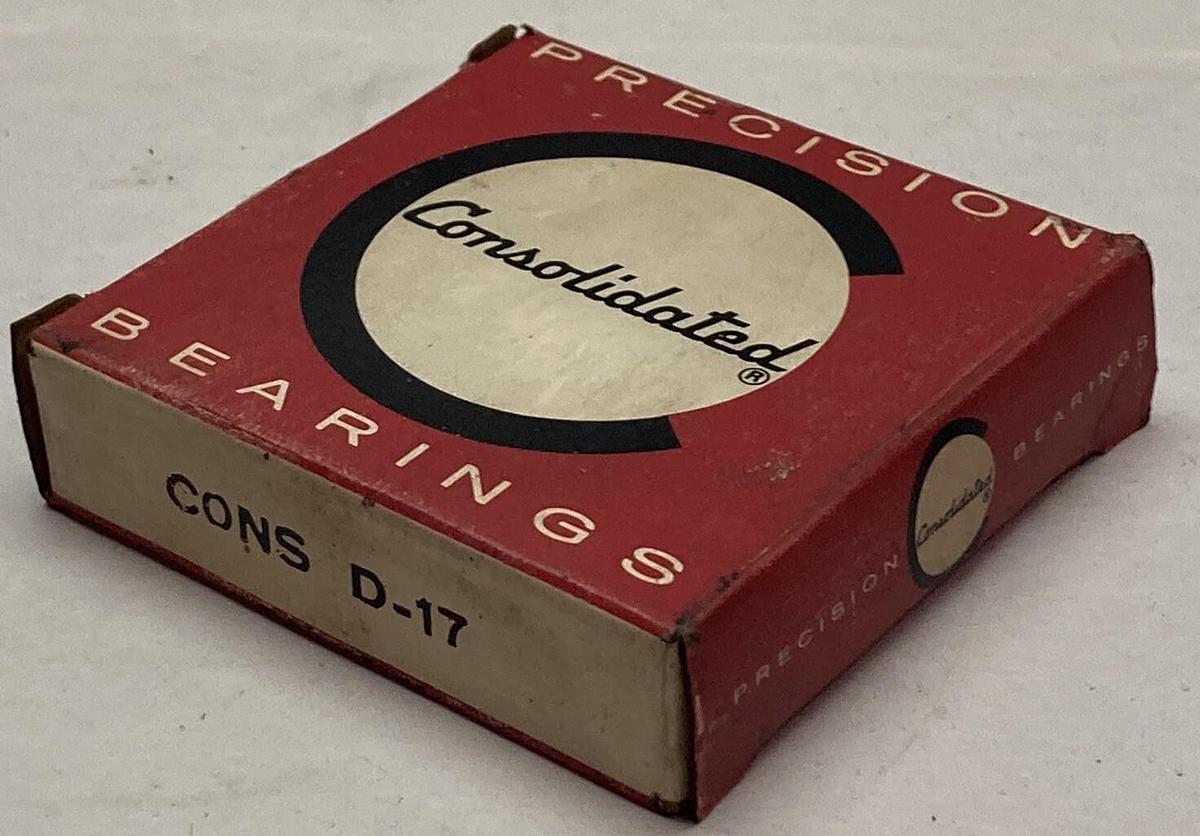 PRECISION
Consolidated®
BEARINGS
CONS D-17
PRECISION
Consolidated®
BEARINGS